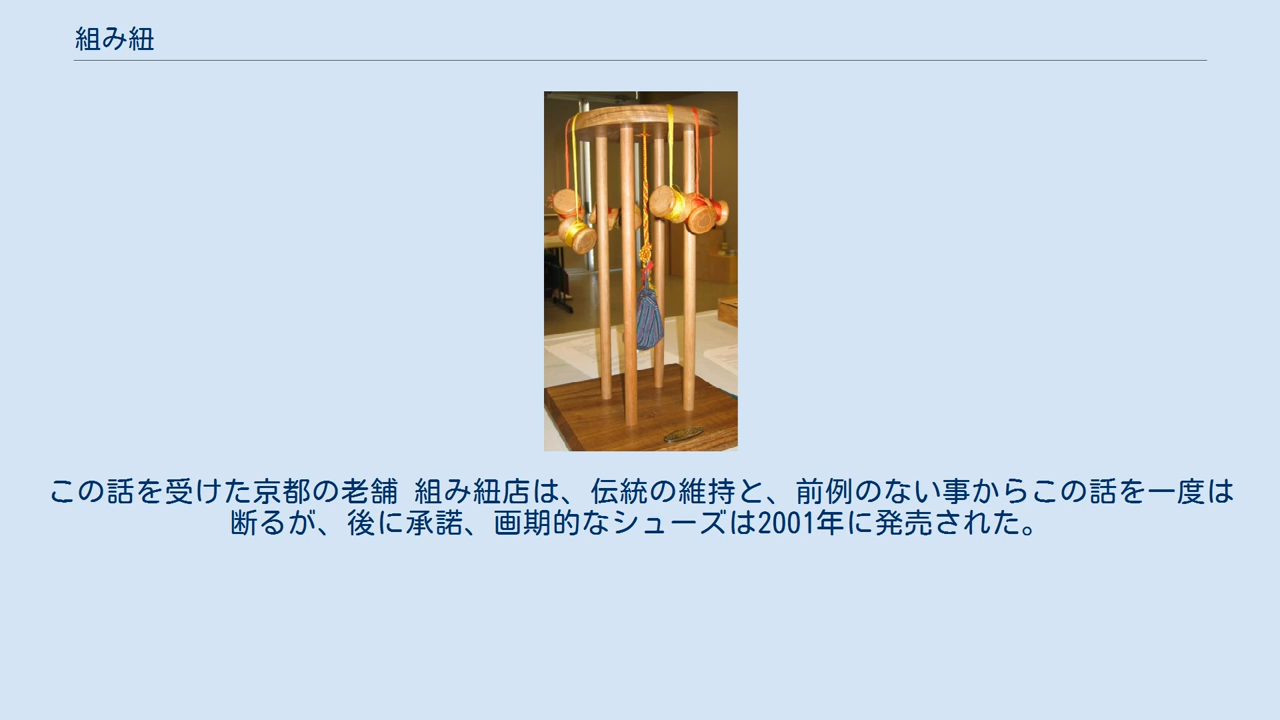 組み紐
この話を受けた京都の老舗 組み紐店は、伝統の維持と、前例のない事からこの話を一度は
断るが、後に承諾、画期的なシューズは2001年に発売された。